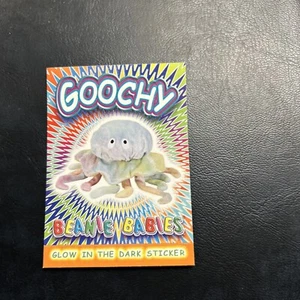 GOOCHY
BEANIE BABIES
GLOW IN THE DARK STICKER